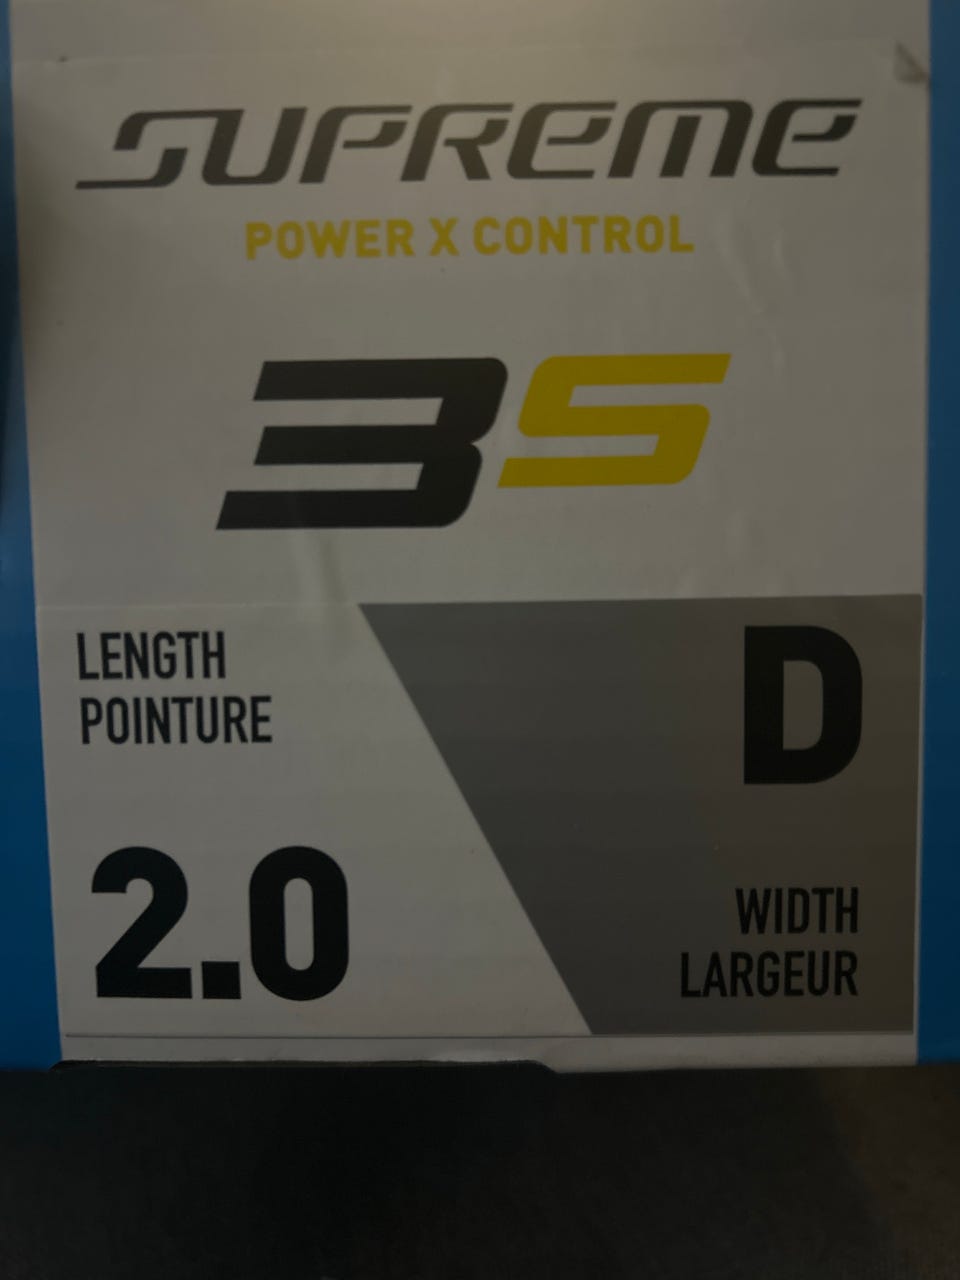 SUPREME
POWER X CONTROL
3S
LENGTH
POINTURE
2.0
D
WIDTH
LARGEUR